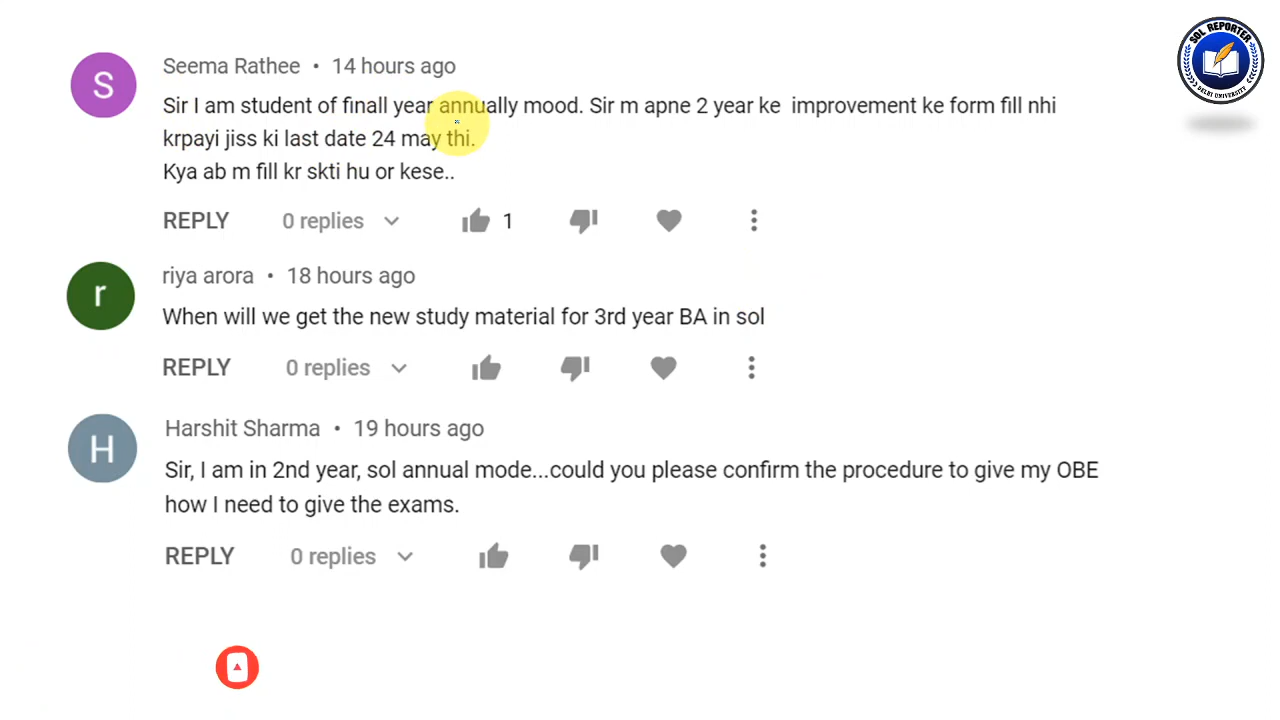 SOL REPORTER
DELHI UNIVERSITY
S
Seema Rathee • 14 hours ago
Sir I am student of finall year annually mood. Sir m apne 2 year ke improvement ke form fill nhi
krpayi jiss ki last date 24 may thi.
Kya ab m fill kr skti hu or kese..
REPLY 0 replies 1
r
riya arora • 18 hours ago
When will we get the new study material for 3rd year BA in sol
REPLY 0 replies
H
Harshit Sharma • 19 hours ago
Sir, I am in 2nd year, sol annual mode...could you please confirm the procedure to give my OBE
how I need to give the exams.
REPLY 0 replies